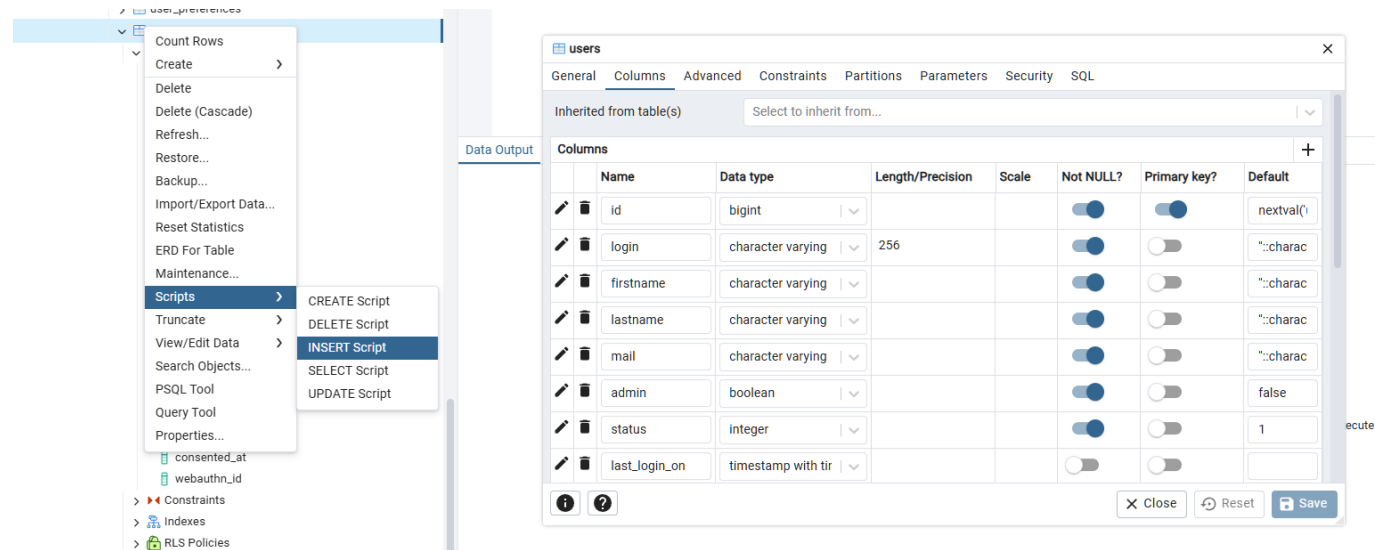 user_preferences
Count Rows
Create
Delete
Delete (Cascade)
Refresh...
Restore...
Backup...
Import/Export Data...
Reset Statistics
ERD For Table
Maintenance...
Scripts
Truncate
View/Edit Data
Search Objects...
PSQL Tool
Query Tool
Properties...
CREATE Script
DELETE Script
INSERT Script
SELECT Script
UPDATE Script
consented_at
webauthn_id
Constraints
Indexes
RLS Policies
Data Output
users
General Columns Advanced Constraints Partitions Parameters Security SQL
Inherited from table(s) Select to inherit from...
Columns
Name Data type Length/Precision Scale Not NULL? Primary key? Default
id bigint nextval('
login character varying 256 ''::charac
firstname character varying ''::charac
lastname character varying ''::charac
mail character varying ''::charac
admin boolean false
status integer 1
last_login_on timestamp with tir
Close Reset Save
ecute